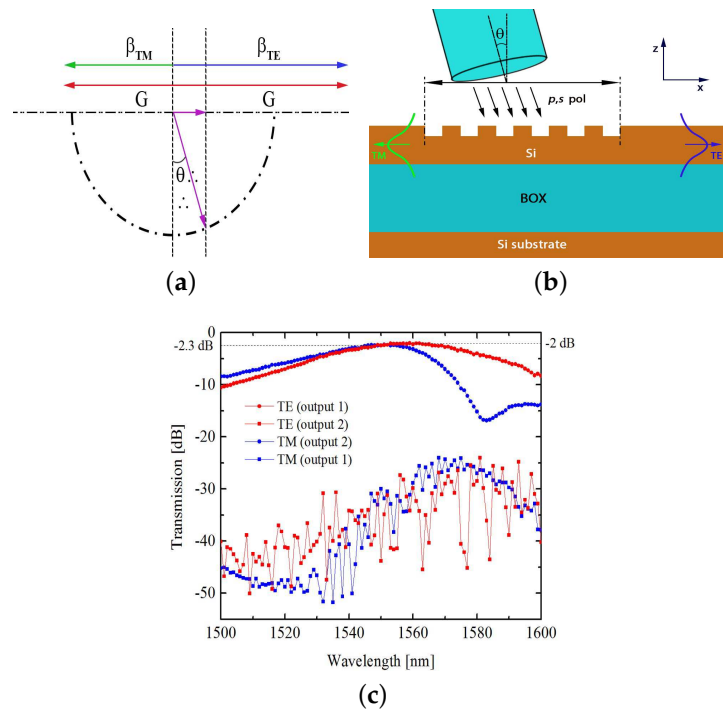 β_TM β_TE
G G
θ
(a)
θ
p,s pol
z
x
TM
TE
Si
BOX
Si substrate
(b)
0
-10
-20
-30
-40
-50
-2.3 dB
-2 dB
TE (output 1)
TE (output 2)
TM (output 2)
TM (output 1)
Transmission [dB]
1500 1520 1540 1560 1580 1600
Wavelength [nm]
(c)